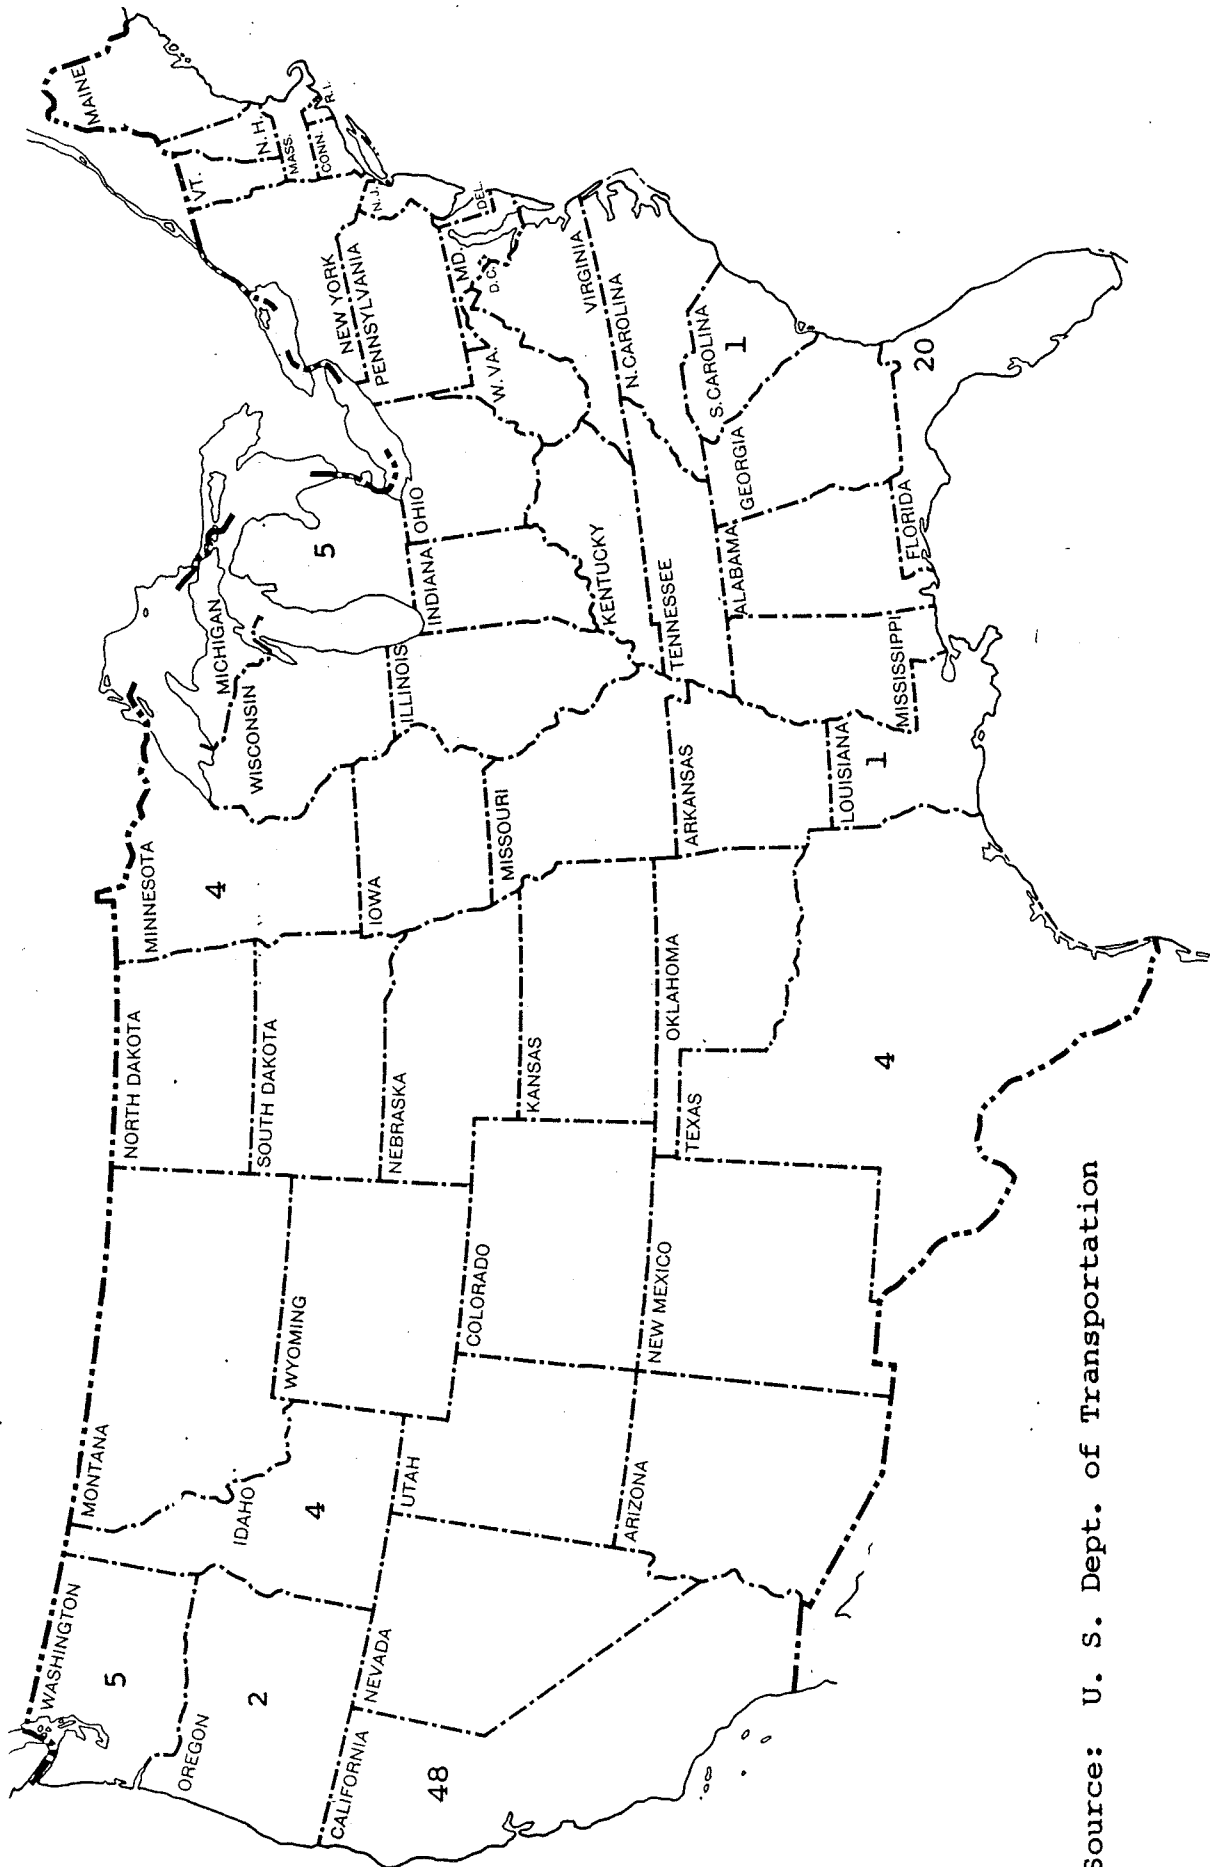 WASHINGTON
5
OREGON
2
CALIFORNIA
48
NEVADA
IDAHO
4
MONTANA
UTAH
ARIZONA
WYOMING
COLORADO
NEW MEXICO
NORTH DAKOTA
SOUTH DAKOTA
NEBRASKA
KANSAS
OKLAHOMA
TEXAS
4
MINNESOTA
4
IOWA
MISSOURI
ARKANSAS
LOUISIANA
1
WISCONSIN
MICHIGAN
5
ILLINOIS
INDIANA
OHIO
KENTUCKY
TENNESSEE
MISSISSIPPI
ALABAMA
GEORGIA
FLORIDA
20
S. CAROLINA
1
N. CAROLINA
VIRGINIA
W. VA.
MD.
D.C.
DEL.
PENNSYLVANIA
NEW YORK
N.J.
CONN.
R.I.
MASS.
VT.
N.H.
MAINE
Source: U. S. Dept. of Transportation